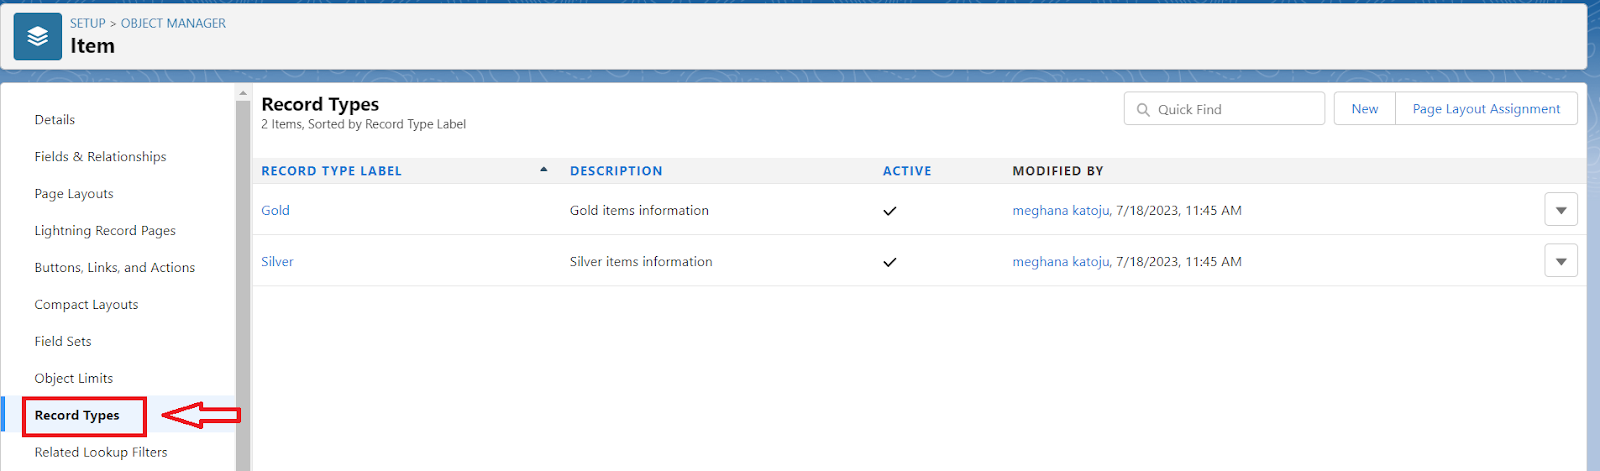 SETUP > OBJECT MANAGER
Item
Details
Fields & Relationships
Page Layouts
Lightning Record Pages
Buttons, Links, and Actions
Compact Layouts
Field Sets
Object Limits
Record Types
Related Lookup Filters
Record Types
2 Items, Sorted by Record Type Label
Quick Find
New
Page Layout Assignment
RECORD TYPE LABEL DESCRIPTION ACTIVE MODIFIED BY
Gold Gold items information meghana katoju, 7/18/2023, 11:45 AM
Silver Silver items information meghana katoju, 7/18/2023, 11:45 AM